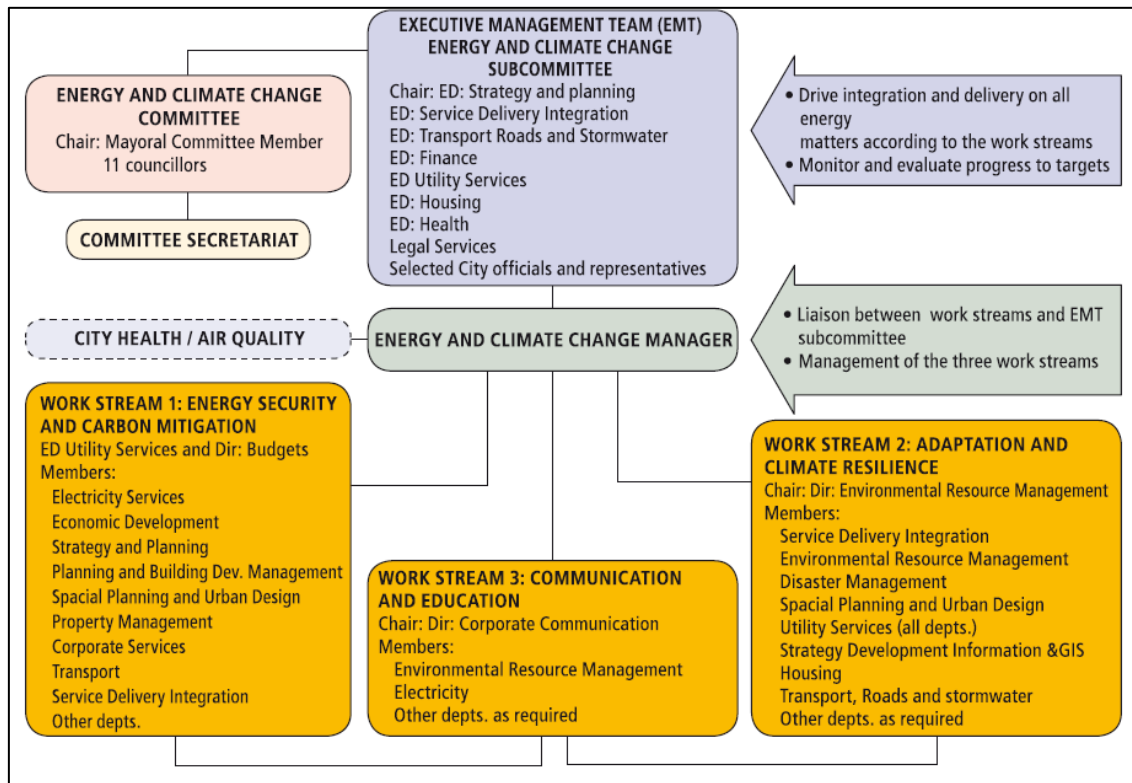 EXECUTIVE MANAGEMENT TEAM (EMT)
ENERGY AND CLIMATE CHANGE
SUBCOMMITTEE
Chair: ED: Strategy and planning
ED: Service Delivery Integration
ED: Transport Roads and Stormwater
ED: Finance
ED Utility Services
ED: Housing
ED: Health
Legal Services
Selected City officials and representatives
ENERGY AND CLIMATE CHANGE
COMMITTEE
Chair: Mayoral Committee Member
11 councillors
COMMITTEE SECRETARIAT
• Drive integration and delivery on all
energy
matters according to the work streams
• Monitor and evaluate progress to targets
CITY HEALTH / AIR QUALITY
ENERGY AND CLIMATE CHANGE MANAGER
• Liaison between work streams and EMT
subcommittee
• Management of the three work streams
WORK STREAM 1: ENERGY SECURITY
AND CARBON MITIGATION
ED Utility Services and Dir: Budgets
Members:
Electricity Services
Economic Development
Strategy and Planning
Planning and Building Dev. Management
Spacial Planning and Urban Design
Property Management
Corporate Services
Transport
Service Delivery Integration
Other depts.
WORK STREAM 3: COMMUNICATION
AND EDUCATION
Chair: Dir: Corporate Communication
Members:
Environmental Resource Management
Electricity
Other depts. as required
WORK STREAM 2: ADAPTATION AND
CLIMATE RESILIENCE
Chair: Dir: Environmental Resource Management
Members:
Service Delivery Integration
Environmental Resource Management
Disaster Management
Spacial Planning and Urban Design
Utility Services (all depts.)
Strategy Development Information &GIS
Housing
Transport, Roads and stormwater
Other depts. as required